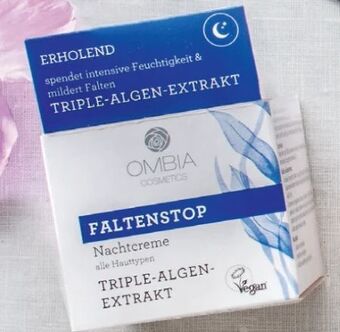 ERHOLEND
spendet intensive Feuchtigkeit &
mildert Falten
TRIPLE-ALGEN-EXTRAKT
OMBIA
COSMETICS
FALTENSTOP
Nachtcreme
alle Hauttypen
TRIPLE-ALGEN-
EXTRAKT
Vegan